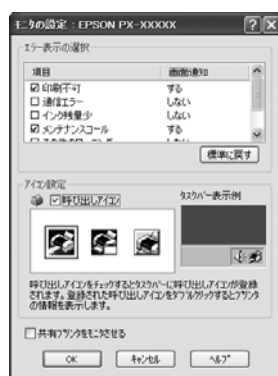 モニタの設定 : EPSON PX-XXXXX
エラー表示の選択
項目 画面通知
印刷不可 する
通信エラー しない
インク残量少 しない
メンテナンスコール する
標準に戻す
アイコン設定
呼び出しアイコン
タスクバー表示例
呼び出しアイコンをチェックするとタスクバーに呼び出しアイコンが登録
されます。登録された呼び出しアイコンをダブルクリックするとプリンタ
の情報を表示します。
共有プリンタをモニタさせる
OK キャンセル ヘルプ